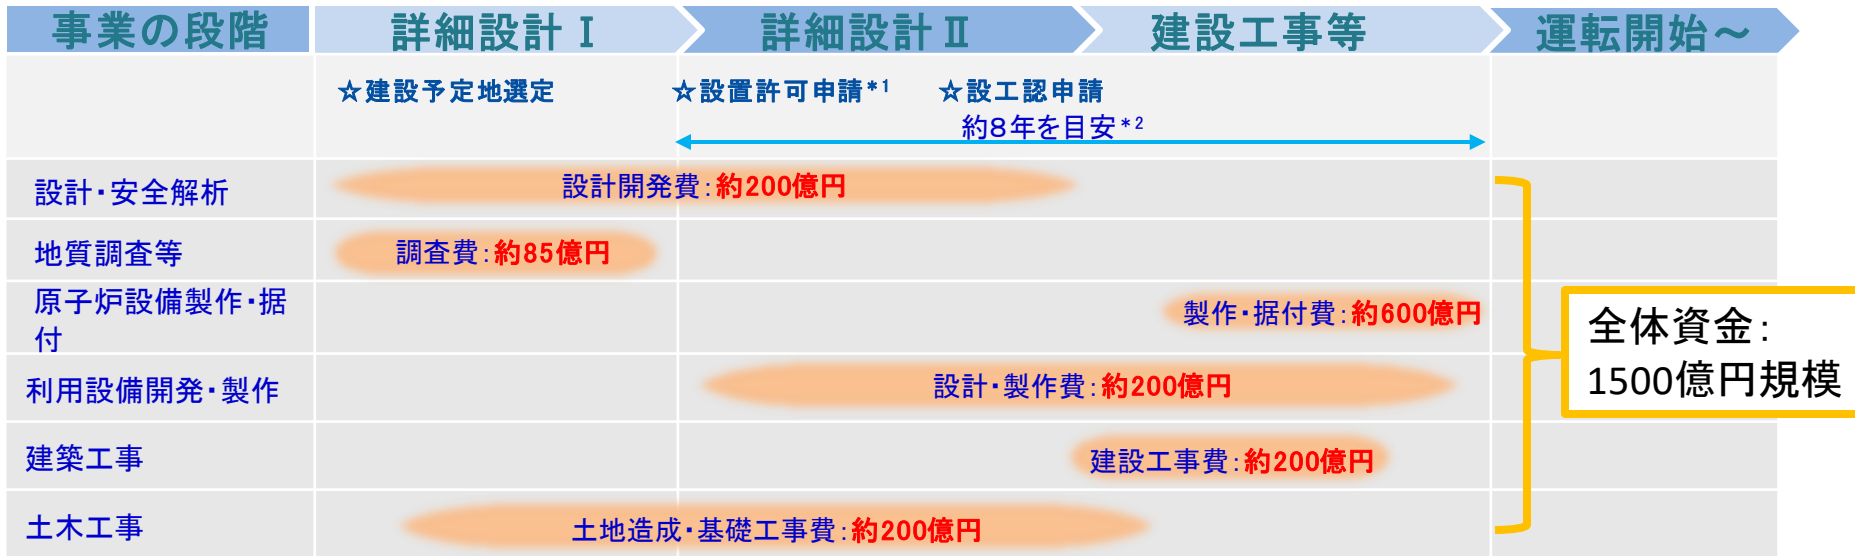 事業の段階
詳細設計Ⅰ
詳細設計Ⅱ
建設工事等
運転開始～
☆建設予定地選定
☆設置許可申請*1
☆設工認申請
約8年を目安*2
設計・安全解析
設計開発費：約200億円
地質調査等
調査費：約85億円
原子炉設備製作・据
付
製作・据付費：約600億円
利用設備開発・製作
設計・製作費：約200億円
建築工事
建設工事費：約200億円
土木工事
土地造成・基礎工事費：約200億円
全体資金：
1500億円規模